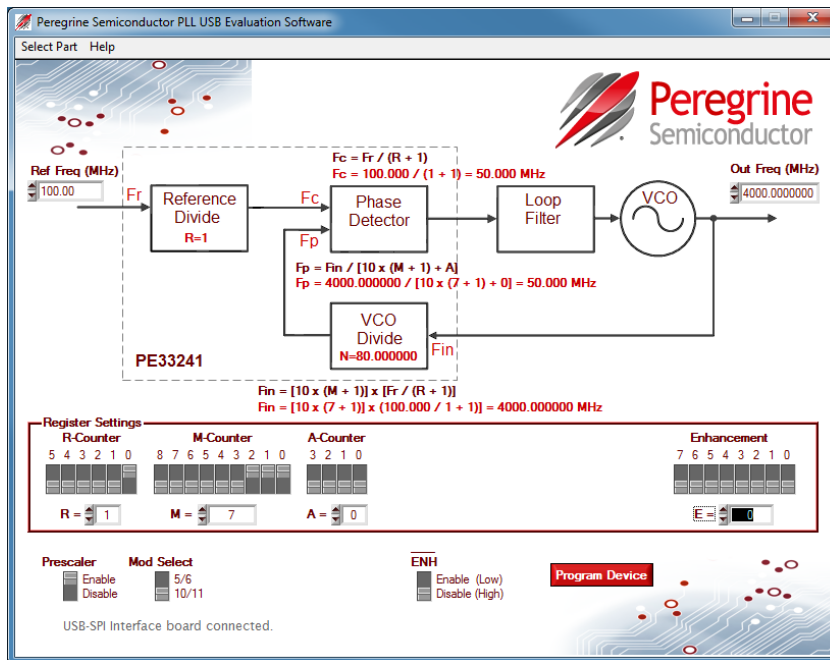 Peregrine Semiconductor PLL USB Evaluation Software
Select Part Help
Peregrine
Semiconductor
Ref Freq (MHz)
100.00
Fc = Fr / (R + 1)
Fc = 100.000 / (1 + 1) = 50.000 MHz
Out Freq (MHz)
4000.0000000
Fr
Reference
Divide
R=1
Fc
Fp
Phase
Detector
Loop
Filter
VCO
Fp = Fin / [10 x (M + 1) + A]
Fp = 4000.000000 / [10 x (7 + 1) + 0] = 50.000 MHz
VCO
Divide
N=80.000000
Fin
PE33241
Fin = [10 x (M + 1)] x [Fr / (R + 1)]
Fin = [10 x (7 + 1)] x (100.000 / 1 + 1)] = 4000.000000 MHz
Register Settings
R-Counter M-Counter A-Counter Enhancement
5 4 3 2 1 0 8 7 6 5 4 3 2 1 0 3 2 1 0 7 6 5 4 3 2 1 0
R = 1 M = 7 A = 0 E = 0
Prescaler Mod Select ENH
Enable 5/6 Enable (Low)
Disable 10/11 Disable (High)
Program Device
USB-SPI Interface board connected.